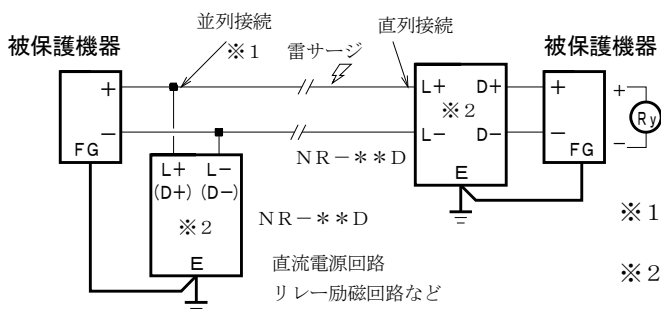 並列接続
直列接続
被保護機器
※1
雷サージ
被保護機器
+
−
FG
L+
L−
※2
D+
D−
E
+
−
FG
+
−
Ry
NR−**D
L+ L−
(D+) (D−)
※2
E
NR−**D
※1
直流電源回路
※2
リレー励磁回路など